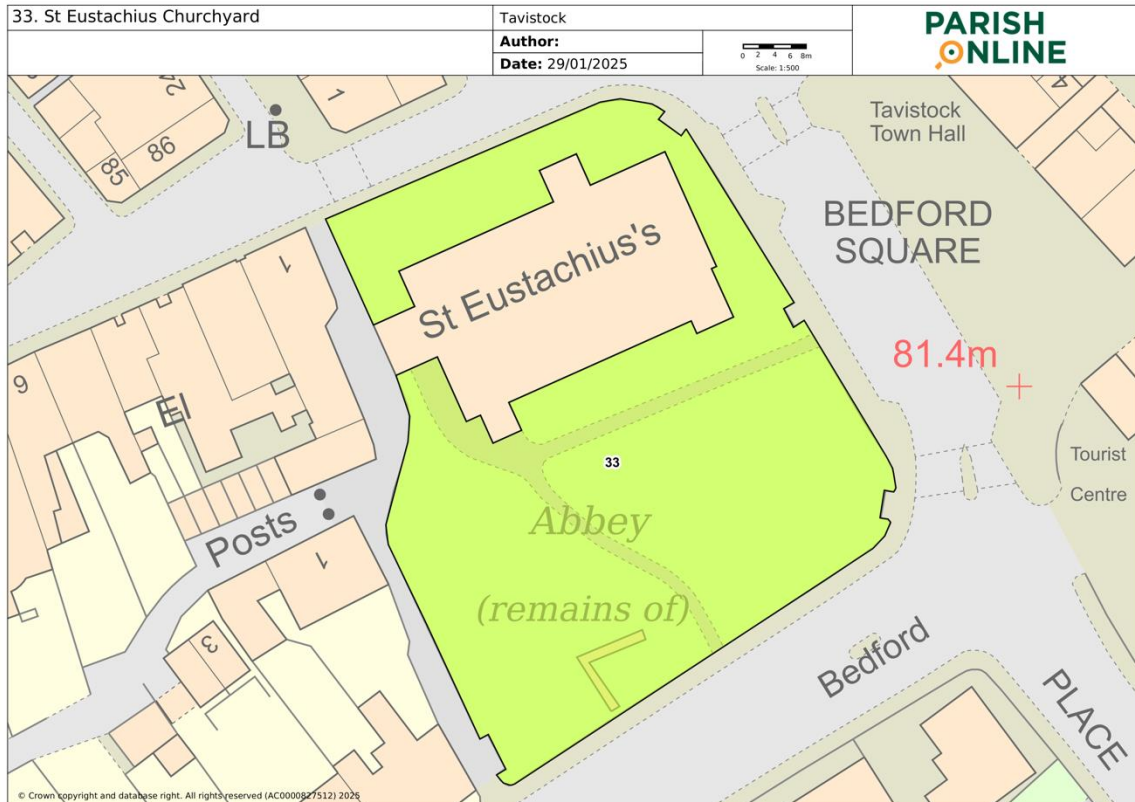 33. St Eustachius Churchyard
Tavistock
Author:
Date: 29/01/2025
0 2 4 6 8m
Scale: 1:500
PARISH
ONLINE
24
86
85
1
LB
4
Tavistock
Town Hall
BEDFORD
SQUARE
St Eustachius's
1
9
El
81.4m
33
Tourist
Centre
Posts
1
3
Abbey
(remains of)
Bedford
PLACE
© Crown copyright and database right. All rights reserved (AC0000827512) 2025